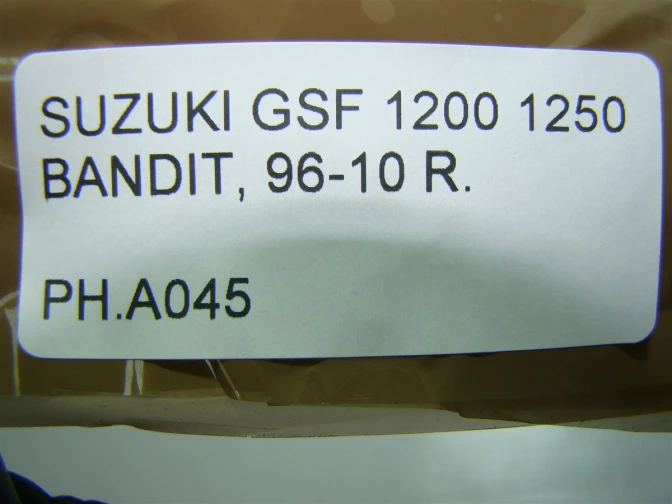 SUZUKI GSF 1200 1250
BANDIT, 96-10 R.
PH.A045